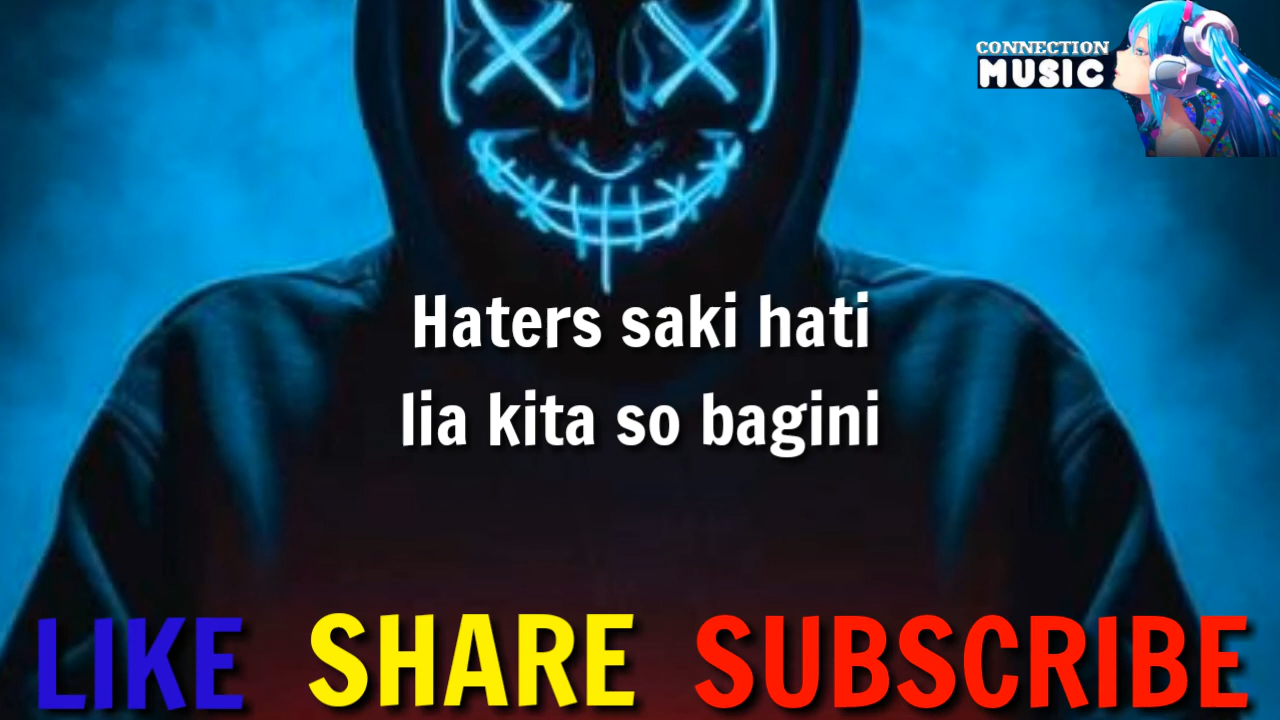 CONNECTION
MUSIC
Haters saki hati
lia kita so bagini
LIKE SHARE SUBSCRIBE